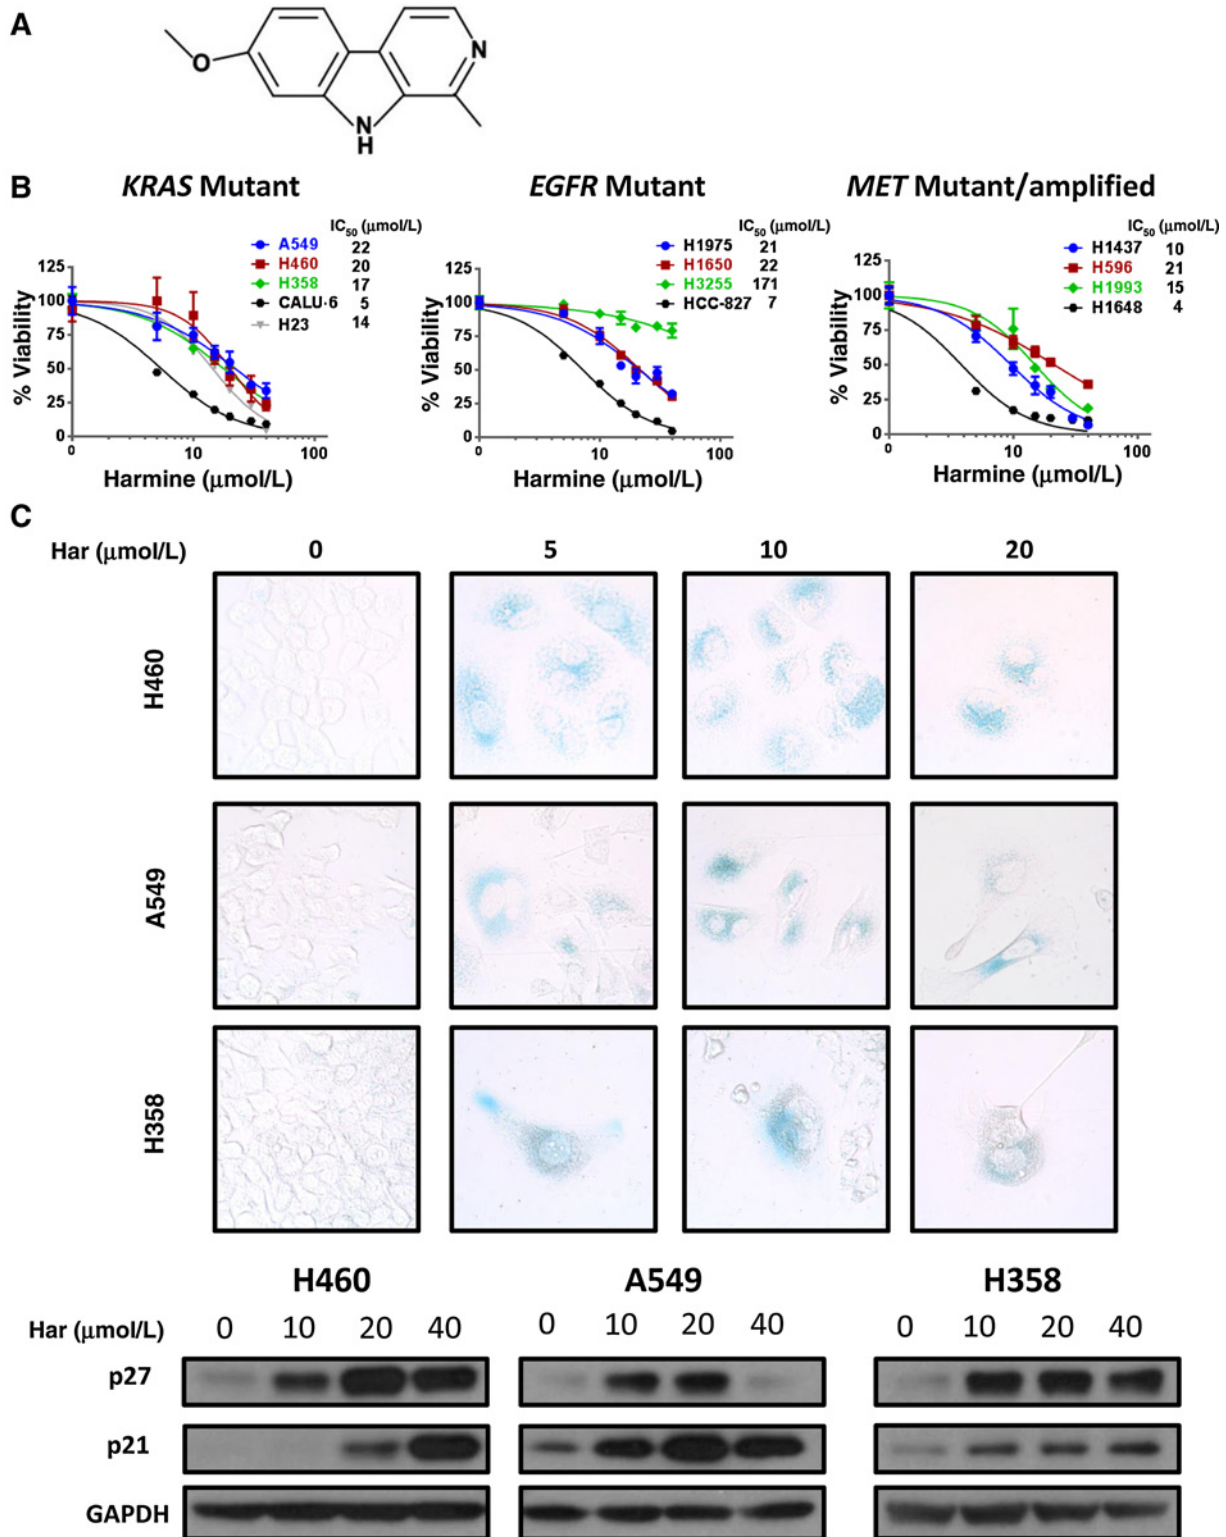 A
O
N
N
H
B
KRAS Mutant
EGFR Mutant
MET Mutant/amplified
IC50 (μmol/L)
A549 22
H460 20
H358 17
CALU-6 5
H23 14
125
100
75
50
25
0
% Viability
0 10 100
Harmine (μmol/L)
IC50 (μmol/L)
H1975 21
H1650 22
H3255 171
HCC-827 7
125
100
75
50
25
0
% Viability
0 10 100
Harmine (μmol/L)
IC50 (μmol/L)
H1437 10
H596 21
H1993 15
H1648 4
125
100
75
50
25
0
% Viability
0 10 100
Harmine (μmol/L)
C
Har (μmol/L) 0 5 10 20
H460
A549
H358
H460 A549 H358
Har (μmol/L) 0 10 20 40 0 10 20 40 0 10 20 40
p27
p21
GAPDH